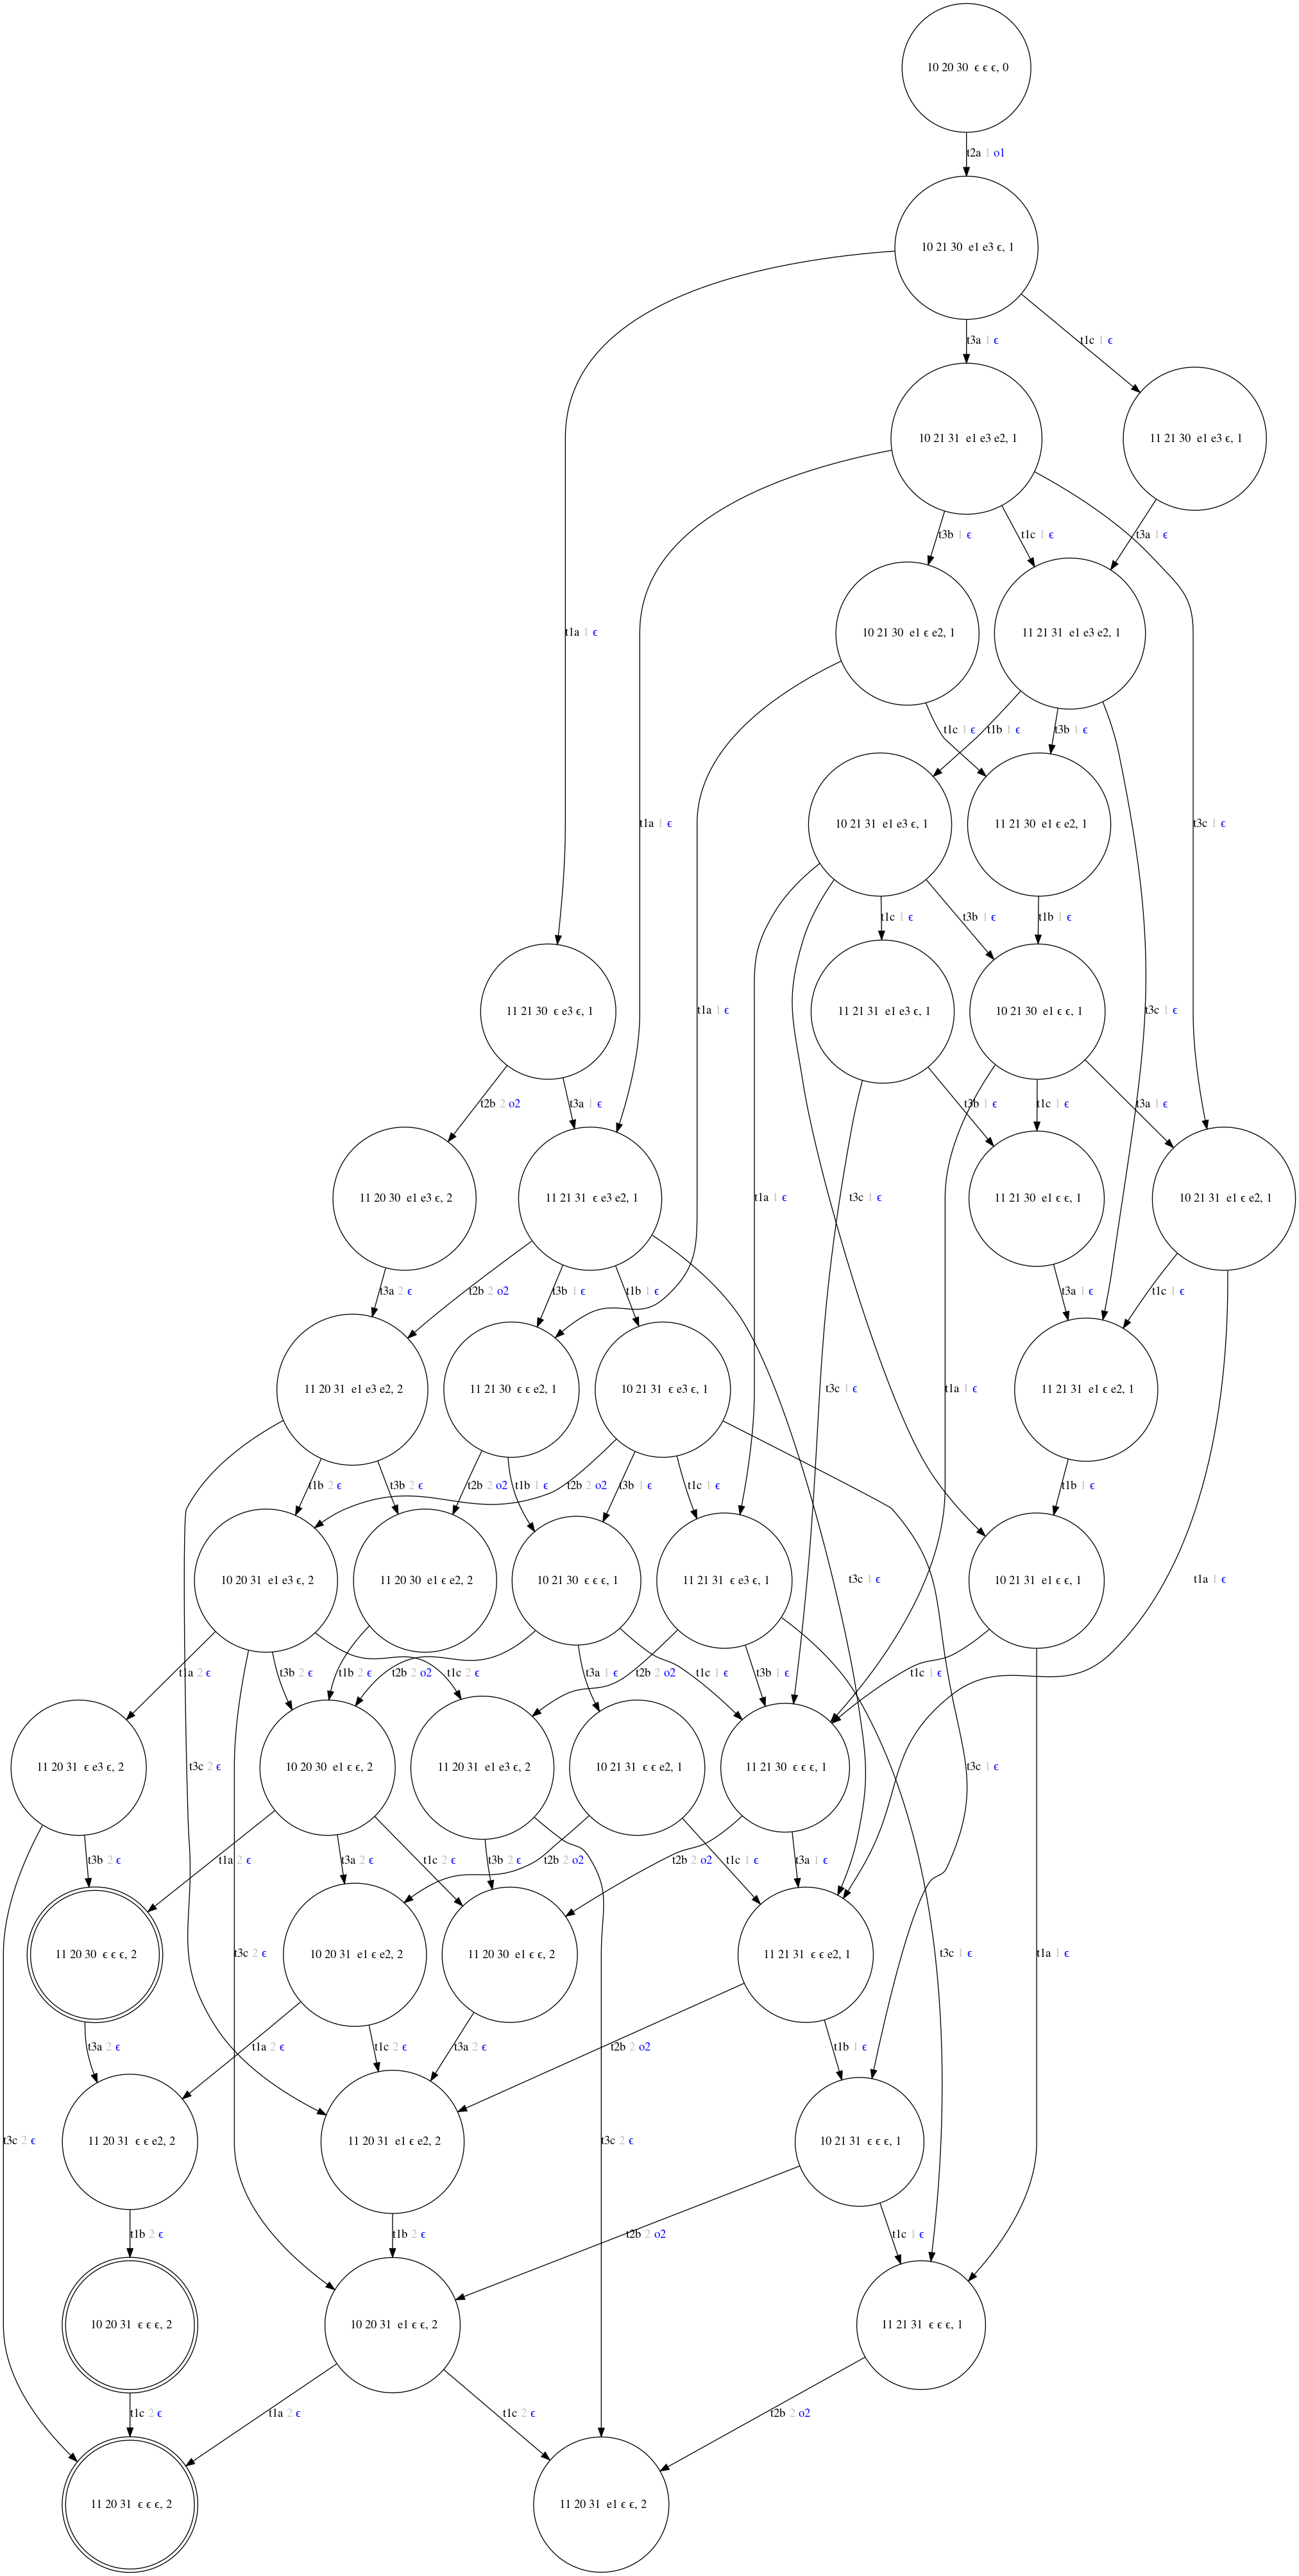 10 20 30 ϵ ϵ ϵ, 0
t2a 1 o1
10 21 30 e1 e3 ϵ, 1
t3a 1 ϵ
t1c 1 ϵ
10 21 31 e1 e3 e2, 1
11 21 30 e1 e3 ϵ, 1
t3b 1 ϵ
t1c 1 ϵ
t3a 1 ϵ
t1a 1 ϵ
10 21 30 e1 ϵ e2, 1
11 21 31 e1 e3 e2, 1
t1c 1 ϵ
t1b 1 ϵ
t3b 1 ϵ
t1a 1 ϵ
10 21 31 e1 e3 ϵ, 1
11 21 30 e1 ϵ e2, 1
t3c 1 ϵ
t1c 1 ϵ
t3b 1 ϵ
t1b 1 ϵ
11 21 30 ϵ e3 ϵ, 1
t1a 1 ϵ
11 21 31 e1 e3 ϵ, 1
10 21 30 e1 ϵ ϵ, 1
t3c 1 ϵ
t2b 2 o2
t3a 1 ϵ
t3b 1 ϵ
t1c 1 ϵ
t3a 1 ϵ
11 20 30 e1 e3 ϵ, 2
11 21 31 ϵ e3 e2, 1
t1a 1 ϵ
t3c 1 ϵ
11 21 30 e1 ϵ ϵ, 1
10 21 31 e1 ϵ e2, 1
t3a 2 ϵ
t2b 2 o2
t3b 1 ϵ
t1b 1 ϵ
t3a 1 ϵ
t1c 1 ϵ
11 20 31 e1 e3 e2, 2
11 21 30 ϵ ϵ e2, 1
10 21 31 ϵ e3 ϵ, 1
t3c 1 ϵ
t1a 1 ϵ
11 21 31 e1 ϵ e2, 1
t1b 2 ϵ
t3b 2 ϵ
t2b 2 o2
t1b 1 ϵ
t2b 2 o2
t3b 1 ϵ
t1c 1 ϵ
t1b 1 ϵ
10 20 31 e1 e3 ϵ, 2
11 20 30 e1 ϵ e2, 2
10 21 30 ϵ ϵ ϵ, 1
11 21 31 ϵ e3 ϵ, 1
t3c 1 ϵ
10 21 31 e1 ϵ ϵ, 1
t1a 1 ϵ
t1a 2 ϵ
t3b 2 ϵ
t1b 2 ϵ
t2b 2 o2
t1c 2 ϵ
t3a 1 ϵ
t2b 2 o2
t1c 1 ϵ
t3b 1 ϵ
t1c 1 ϵ
11 20 31 ϵ e3 ϵ, 2
t3c 2 ϵ
10 20 30 e1 ϵ ϵ, 2
11 20 31 e1 e3 ϵ, 2
10 21 31 ϵ ϵ e2, 1
11 21 30 ϵ ϵ ϵ, 1
t3c 1 ϵ
t3b 2 ϵ
t1a 2 ϵ
t3a 2 ϵ
t1c 2 ϵ
t3b 2 ϵ
t2b 2 o2
t2b 2 o2
t1c 1 ϵ
t3a 1 ϵ
11 20 30 ϵ ϵ ϵ, 2
t3c 2 ϵ
10 20 31 e1 ϵ e2, 2
11 20 30 e1 ϵ ϵ, 2
11 21 31 ϵ ϵ e2, 1
t3c 1 ϵ
t1a 1 ϵ
t3a 2 ϵ
t1a 2 ϵ
t1c 2 ϵ
t3a 2 ϵ
t2b 2 o2
t1b 1 ϵ
t3c 2 ϵ
11 20 31 ϵ ϵ e2, 2
11 20 31 e1 ϵ e2, 2
t3c 2 ϵ
10 21 31 ϵ ϵ ϵ, 1
t1b 2 ϵ
t1b 2 ϵ
t2b 2 o2
t1c 1 ϵ
10 20 31 ϵ ϵ ϵ, 2
10 20 31 e1 ϵ ϵ, 2
11 21 31 ϵ ϵ ϵ, 1
t1c 2 ϵ
t1a 2 ϵ
t1c 2 ϵ
t2b 2 o2
11 20 31 ϵ ϵ ϵ, 2
11 20 31 e1 ϵ ϵ, 2